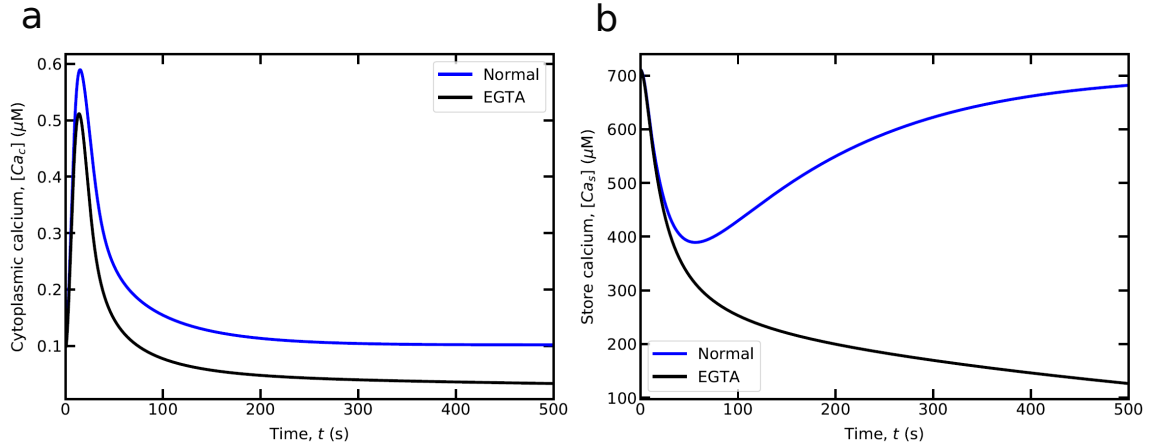 a
0.6
0.5
0.4
0.3
0.2
0.1
Cytoplasmic calcium, [Ca_c] (μM)
Normal
EGTA
0 100 200 300 400 500
Time, t (s)
b
700
600
500
400
300
200
100
Store calcium, [Ca_s] (μM)
Normal
EGTA
0 100 200 300 400 500
Time, t (s)